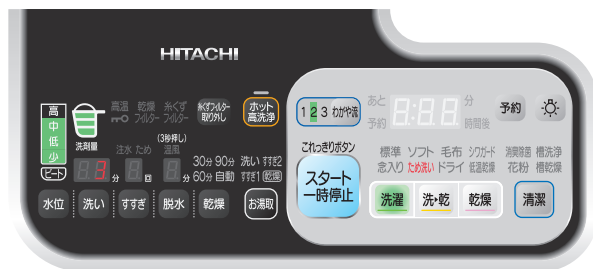 HITACHI
高
中
低
少
ビート
洗剤量
高温 乾燥 糸くず
フィルター フィルター
糸くずフィルター
取り外し
ホット
高洗浄
(3秒押し)
注水 ため 温風
3 分 回 分
30分 90分 洗い すすぎ2
60分 自動 すすぎ1 乾燥
水位
洗い
すすぎ
脱水
乾燥
お湯取
1 2 3 わがや流
あと 8:88 分
予約 時間後
予約
これっきりボタン
スタート
一時停止
標準 ソフト 毛布 シワガード 消臭除菌 槽洗浄
念入り ため洗い ドライ 低温乾燥 花粉 槽乾燥
洗濯
洗・乾
乾燥
清潔